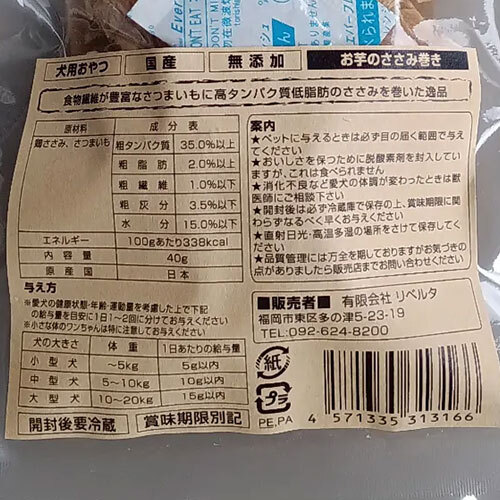 Ever
DON'T EAT
DON'T MI
犬用おやつ
国産
無添加
お芋のささみ巻き
食物繊維が豊富なさつまいもに高タンパク質低脂肪のささみを巻いた逸品
原材料 成分表
鶏ささみ、さつまいも 粗タンパク質 35.0%以上
粗脂肪 2.0%以上
粗繊維 1.0%以下
粗灰分 3.5%以下
水分 15.0%以下
エネルギー 100gあたり338kcal
内容量 40g
原産国 日本
与え方
※愛犬の健康状態・年齢・運動量を考慮した上で下記
の給与量を目安に1日1~2回に分けてお与えください
※小さな体のワンちゃんは特に注意してお与えください
犬の大きさ 体重 1日あたりの給与量
小型犬 ~5kg 5g以内
中型犬 5~10kg 10g以内
大型犬 10~20kg 15g以内
開封後要冷蔵
賞味期限別記
案内
★ペットに与えるときは必ず目の届く範囲で与え
てください
★おいしさを保つために脱酸素剤を封入してい
ますが、これは食べられません
★消化不良など愛犬の体調が変わったときは獣
医師にご相談下さい
★開封後は必ず冷蔵庫で保存の上、賞味期限に関
わらずなるべく早くお与えください
★直射日光・高温多湿の場所をさけて保存してく
ださい
★品質管理には万全を期しておりますがお気づき
の点がありましたら販売店までお問い合わせください
■販売者■ 有限会社 リベルタ
福岡市東区多の津5-23-19
TEL:092-624-8200
紙
プラ
PE,PA
4 571335 313166